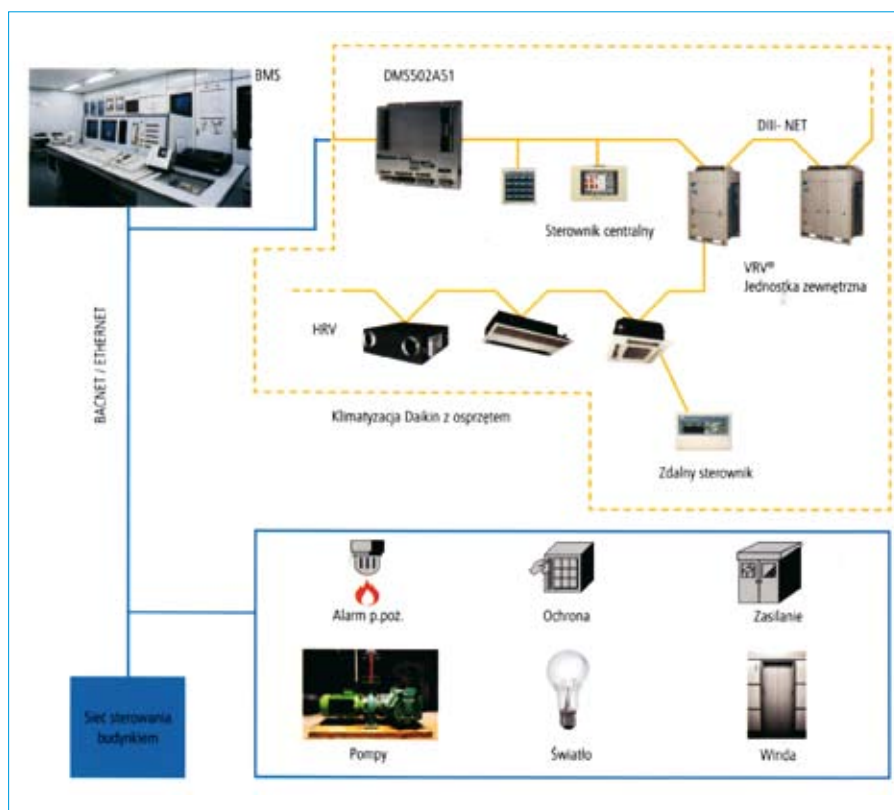 BMS
DMS502A51
DIII- NET
Sterownik centralny
VRV®
Jednostka zewnętrzna
BACNET / ETHERNET
HRV
Klimatyzacja Daikin z osprzętem
Zdalny sterownik
Alarm p.poż.
Ochrona
Zasilanie
Pompy
Światło
Winda
Sieć sterowania
budynkiem